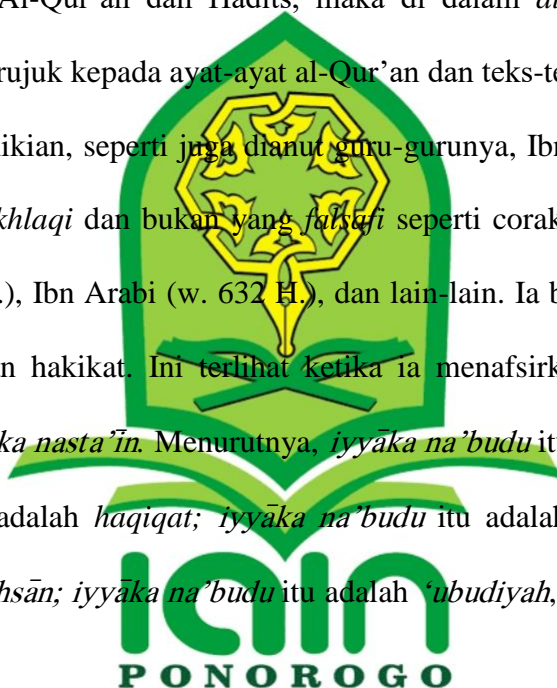 Al-Qur'an dan Hadits, maka di dalam
rujuk kepada ayat-ayat al-Qur'an dan teks-te
ikian, seperti juga dianut guru-gurunya, Ibn
khlaqi dan bukan yang falsafi seperti corak
.), Ibn Arabi (w. 632 H.), dan lain-lain. Ia b
n hakikat. Ini terlihat ketika ia menafsirk
ka nasta'īn. Menurutnya, iyyāka na'budu itu
adalah haqiqat; iyyāka na'budu itu adalah
hsān; iyyāka na'budu itu adalah 'ubudiyah,
iain
PONOROGO